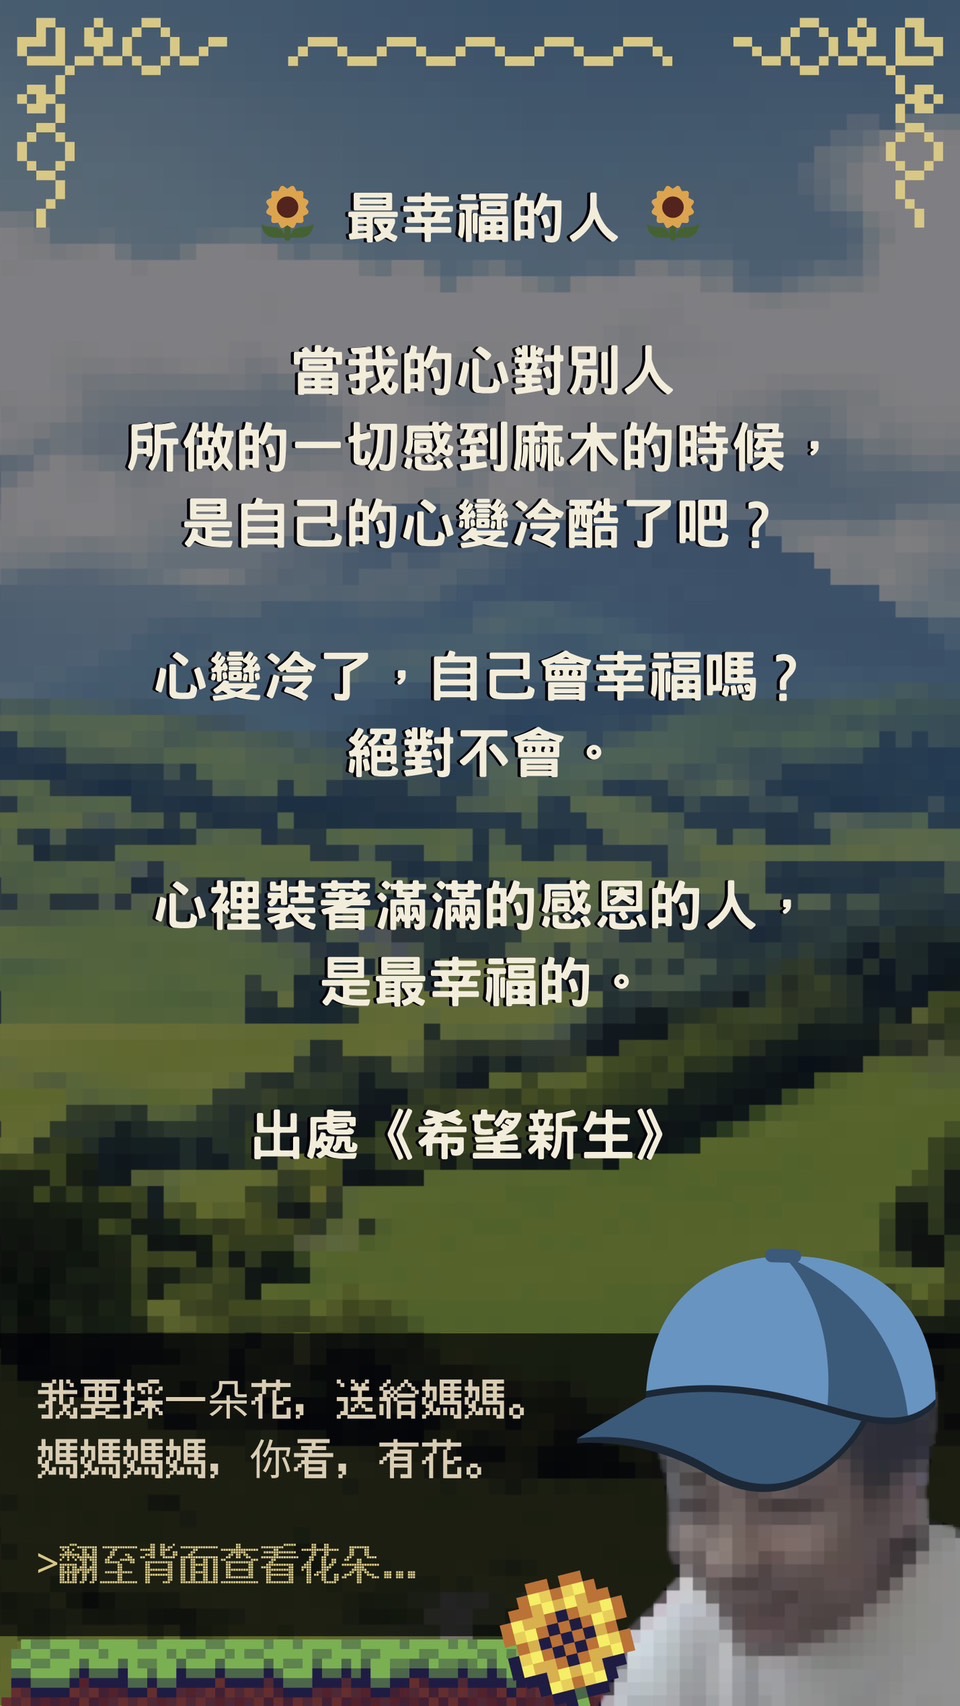 最幸福的人
當我的心對別人
所做的一切感到麻木的時候，
是自己的心變冷酷了吧？
心變冷了，自己會幸福嗎？
絕對不會。
心裡裝著滿滿的感恩的人，
是最幸福的。
出處《希望新生》
我要採一朵花，送給媽媽。
媽媽媽媽，你看，有花。
>翻至背面查看花朵...